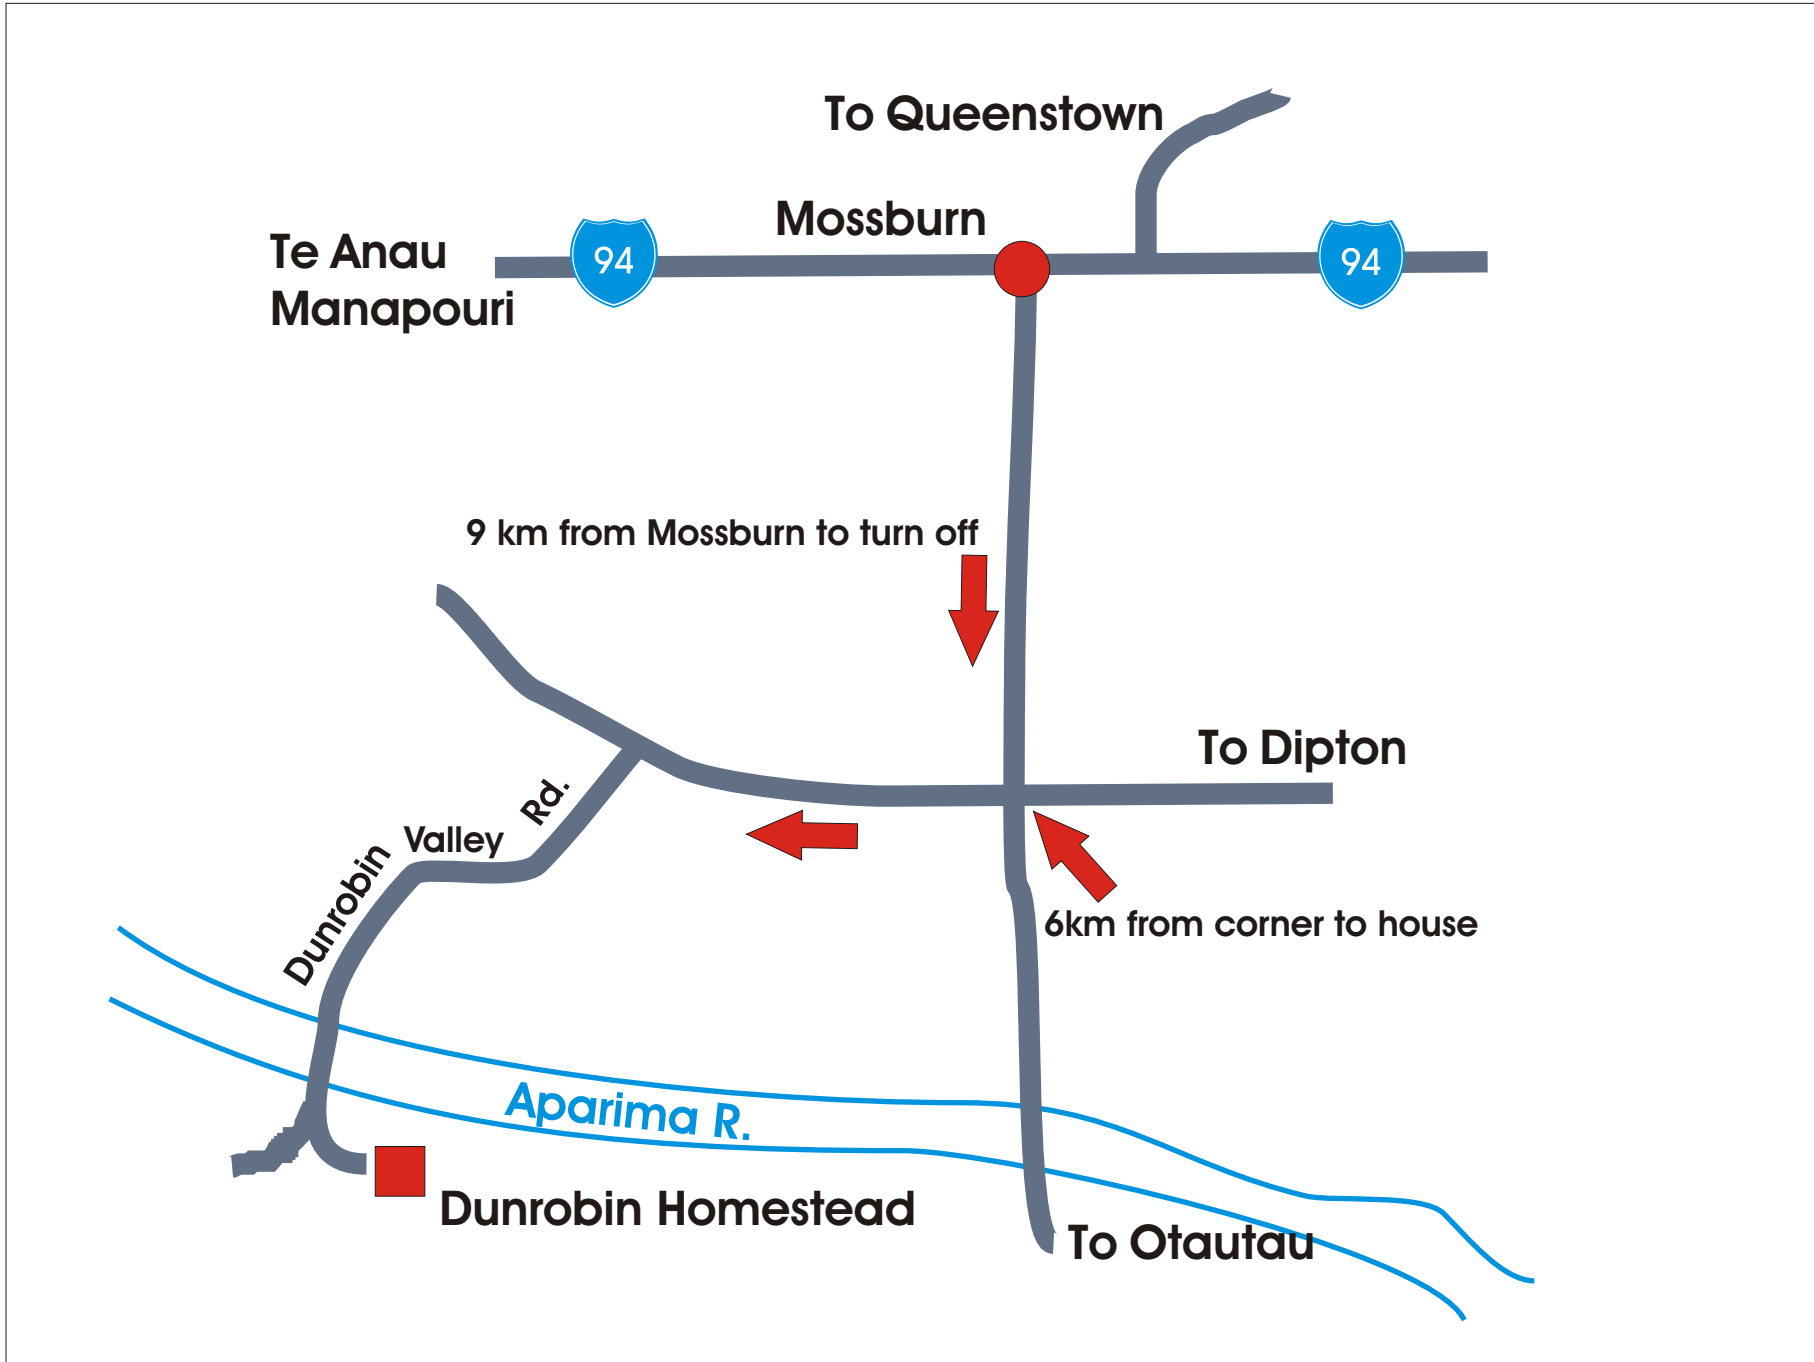 To Queenstown
Mossburn
Te Anau
Manapouri
94
94
9 km from Mossburn to turn off
To Dipton
Dunrobin Valley Rd.
6km from corner to house
Aparima R.
Dunrobin Homestead
To Otautau